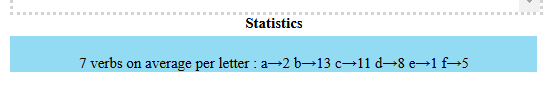 Statistics
7 verbs on average per letter : a→2 b→13 c→11 d→8 e→1 f→5